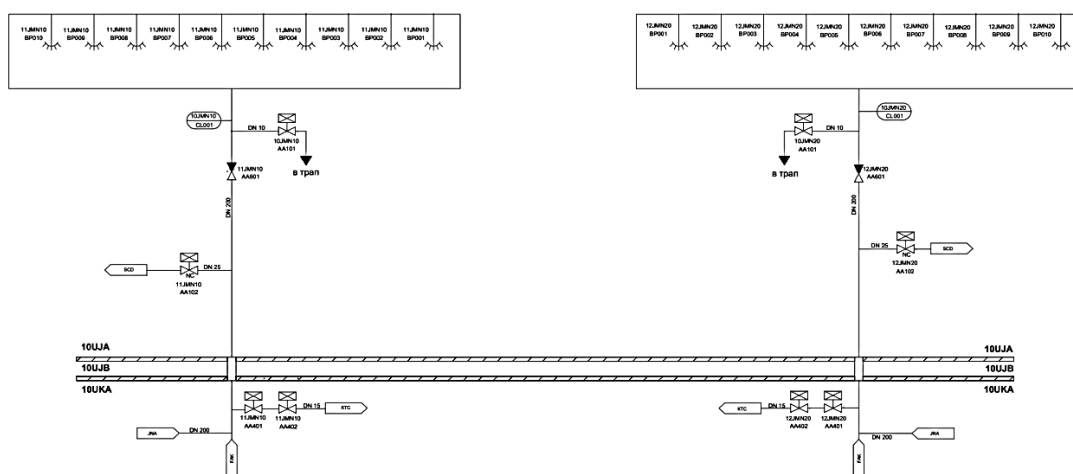 11JMN10
BP010
11JMN10
BP009
11JMN10
BP008
11JMN10
BP007
11JMN10
BP006
11JMN10
BP005
11JMN10
BP004
11JMN10
BP003
11JMN10
BP002
11JMN10
BP001
12JMN20
BP001
12JMN20
BP002
12JMN20
BP003
12JMN20
BP004
12JMN20
BP005
12JMN20
BP006
12JMN20
BP007
12JMN20
BP008
12JMN20
BP009
12JMN20
BP010
10JMN10
CL001
DN 10
10JMN10
AA101
в трап
11JMN10
AA601
DN 200
DN 10
10JMN20
AA101
в трап
10JMN20
CL001
12JMN20
AA601
DN 200
SCD
DN 25
NC
11JMN10
AA102
DN 25
NC
12JMN20
AA102
SCD
10UJA
10UJA
10UJB
10UJB
10UKA
10UKA
11JMN10
AA401
11JMN10
AA402
DN 15
KTC
JNA
DN 200
FAK
KTC
DN 15
12JMN20
AA402
12JMN20
AA401
DN 200
JNA
FAK